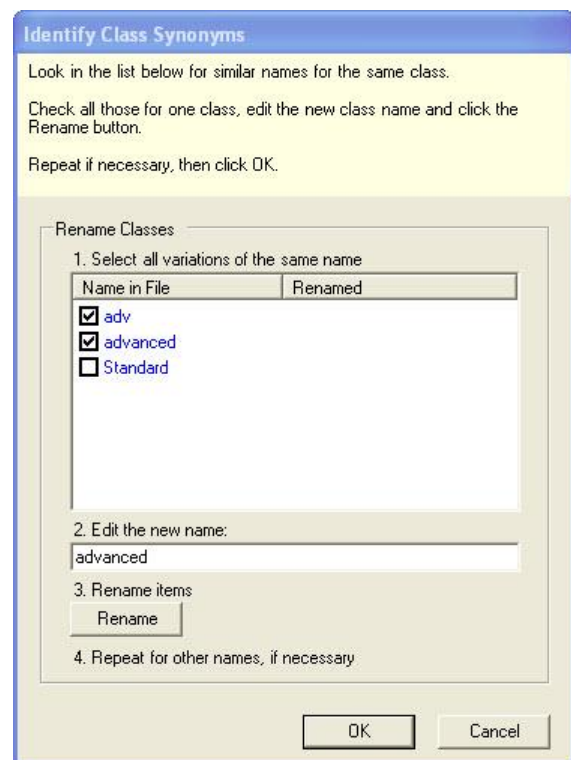 Identify Class Synonyms
Look in the list below for similar names for the same class.
Check all those for one class, edit the new class name and click the
Rename button.
Repeat if necessary, then click OK.
Rename Classes
1. Select all variations of the same name
Name in File Renamed
adv
advanced
Standard
2. Edit the new name:
advanced
3. Rename items
Rename
4. Repeat for other names, if necessary
OK Cancel